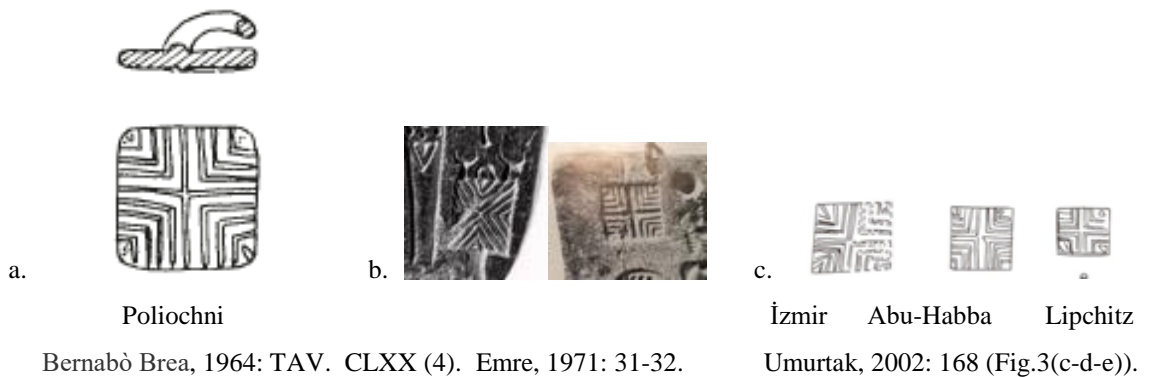 a.
b.
c.
Poliochni
İzmir Abu-Habba Lipchitz
Bernabò Brea, 1964: TAV. CLXX (4). Emre, 1971: 31-32. Umurtak, 2002: 168 (Fig.3(c-d-e)).